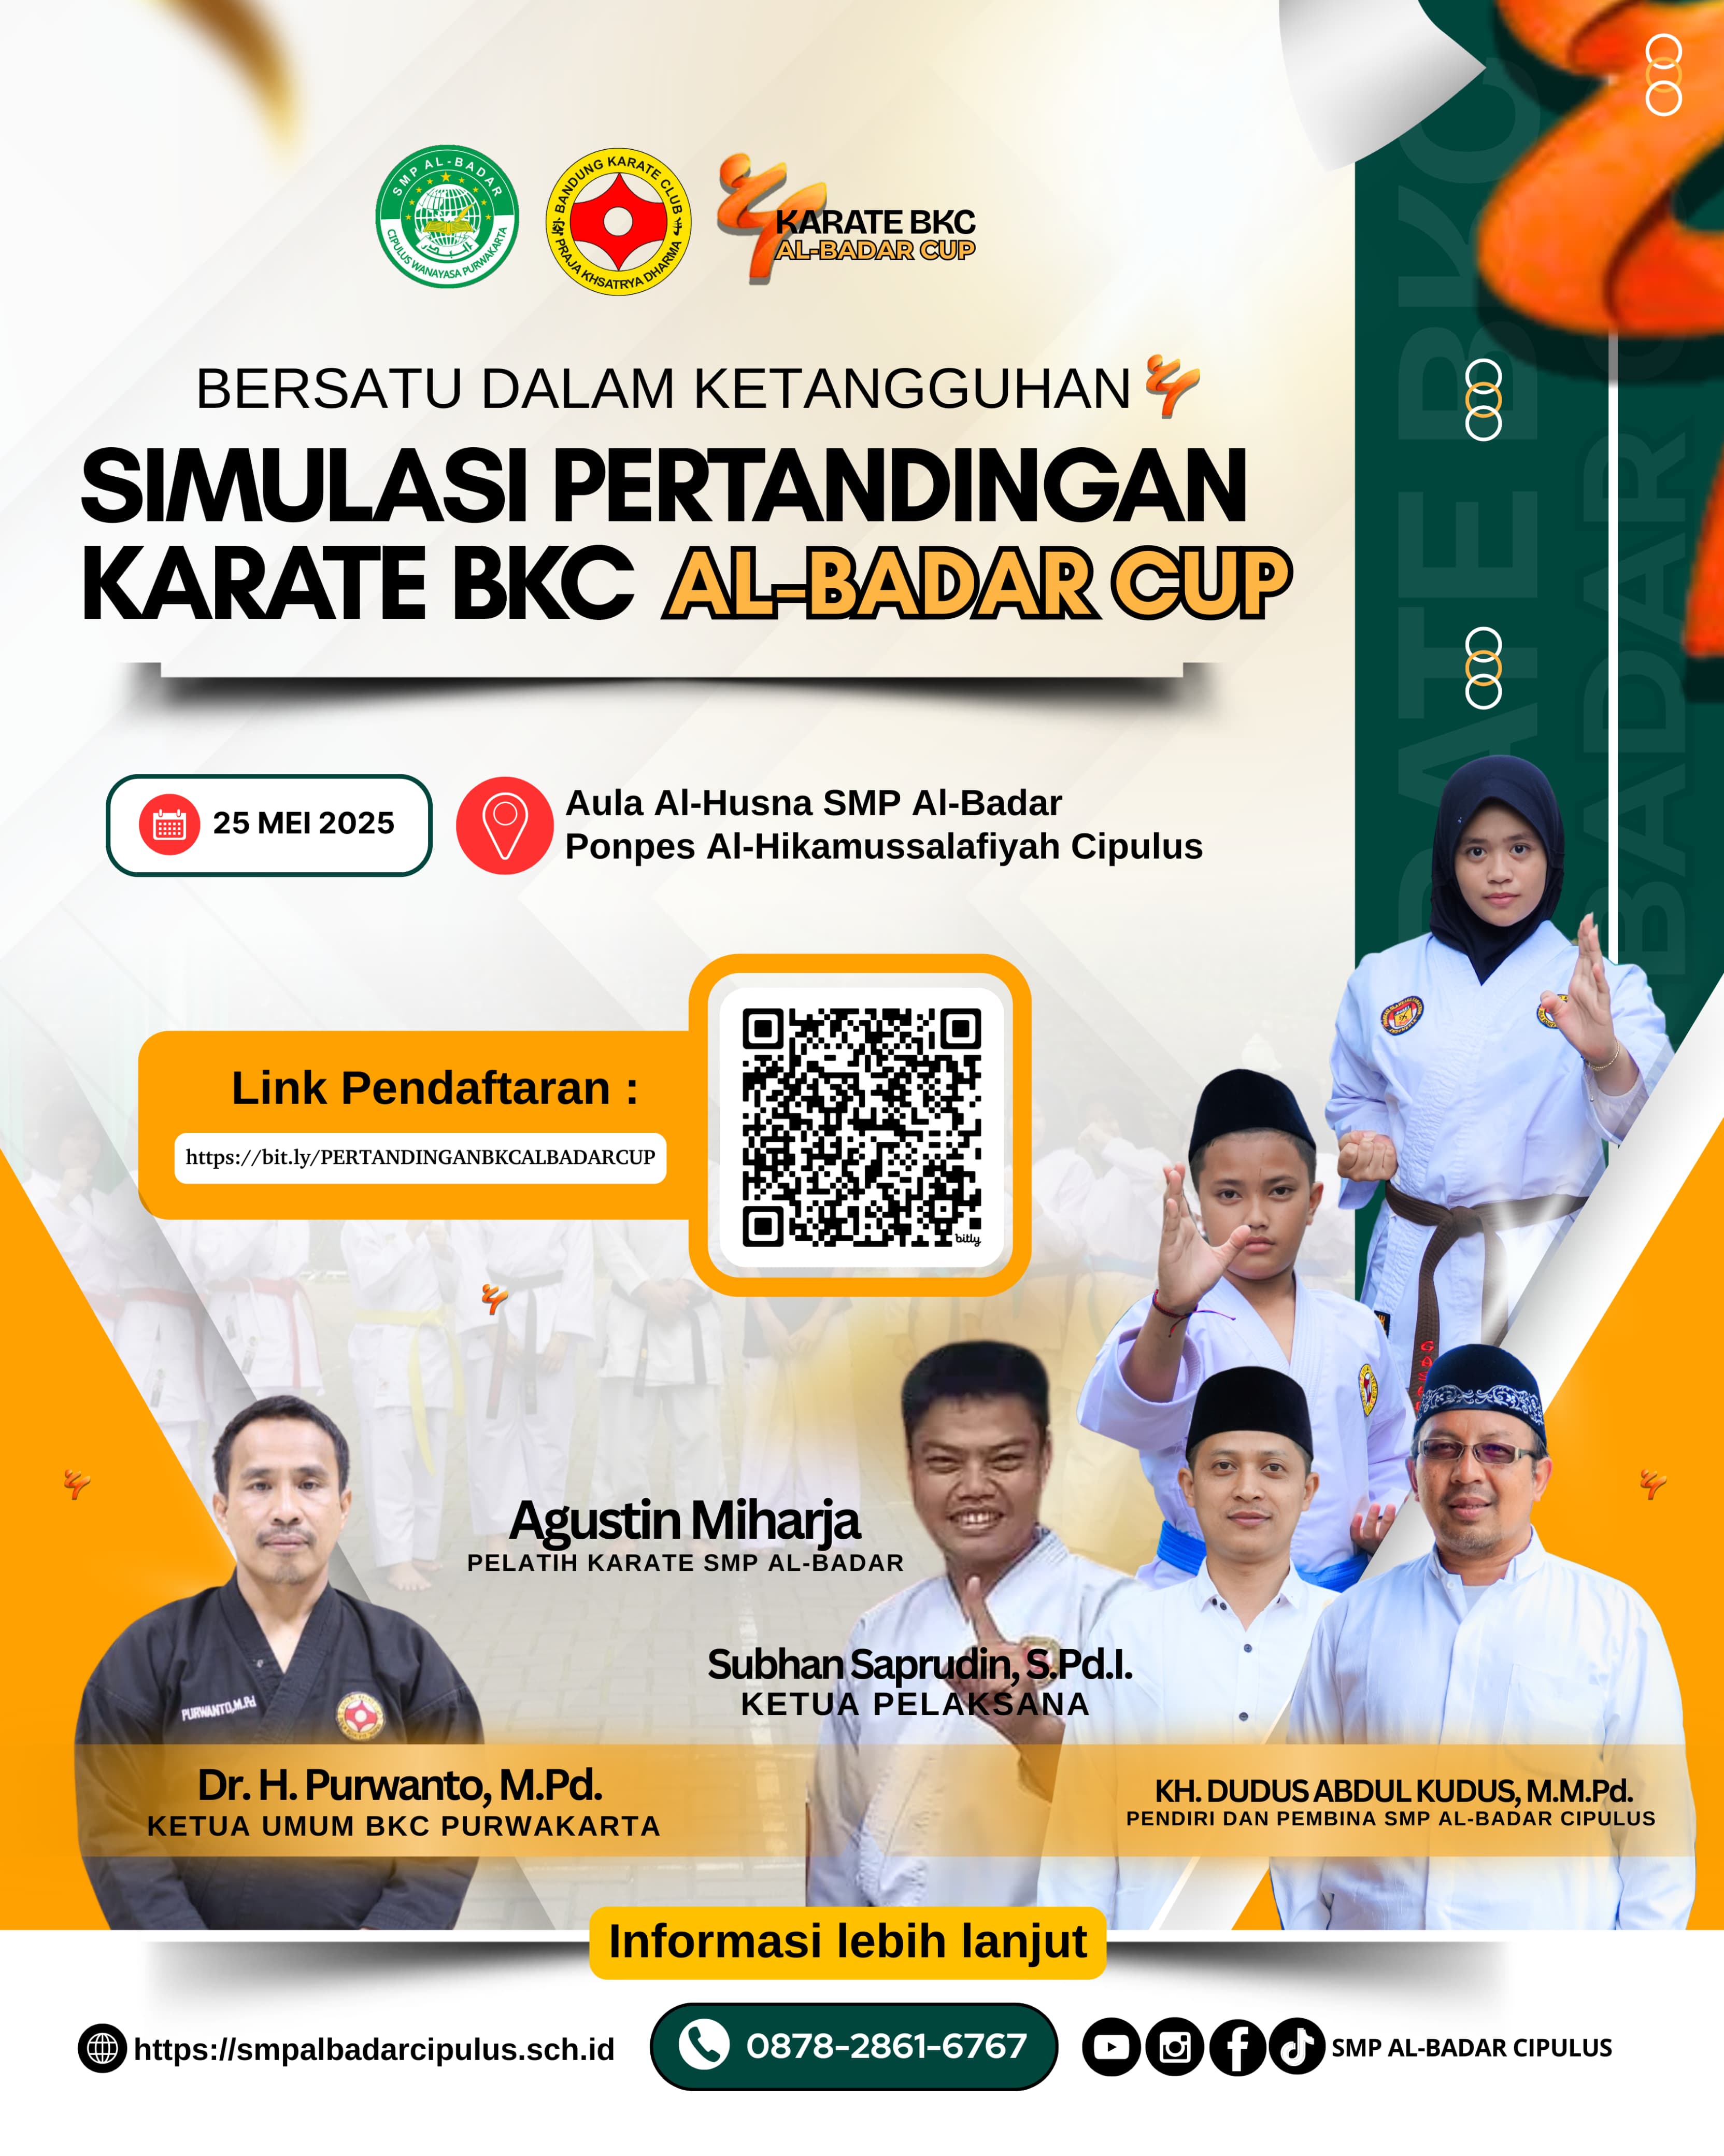 SMP AL-BADAR
CIPULUS WANAYASA PURWAKARTA
BANDUNG KARATE CLUB
PRAJA KHSATRYA DHARMA
KARATE BKC
AL-BADAR CUP
BERSATU DALAM KETANGGUHAN
SIMULASI PERTANDINGAN
KARATE BKC AL-BADAR CUP
25 MEI 2025
Aula Al-Husna SMP Al-Badar
Ponpes Al-Hikamussalafiyah Cipulus
Link Pendaftaran :
https://bit.ly/PERTANDINGANBKCALBADARCUP
bitly
Agustin Miharja
PELATIH KARATE SMP AL-BADAR
Subhan Saprudin, S.Pd.I.
KETUA PELAKSANA
PURWANTO,M.Pd
Dr. H. Purwanto, M.Pd.
KETUA UMUM BKC PURWAKARTA
KH. DUDUS ABDUL KUDUS, M.M.Pd.
PENDIRI DAN PEMBINA SMP AL-BADAR CIPULUS
Informasi lebih lanjut
https://smpalbadarcipulus.sch.id
0878-2861-6767
SMP AL-BADAR CIPULUS